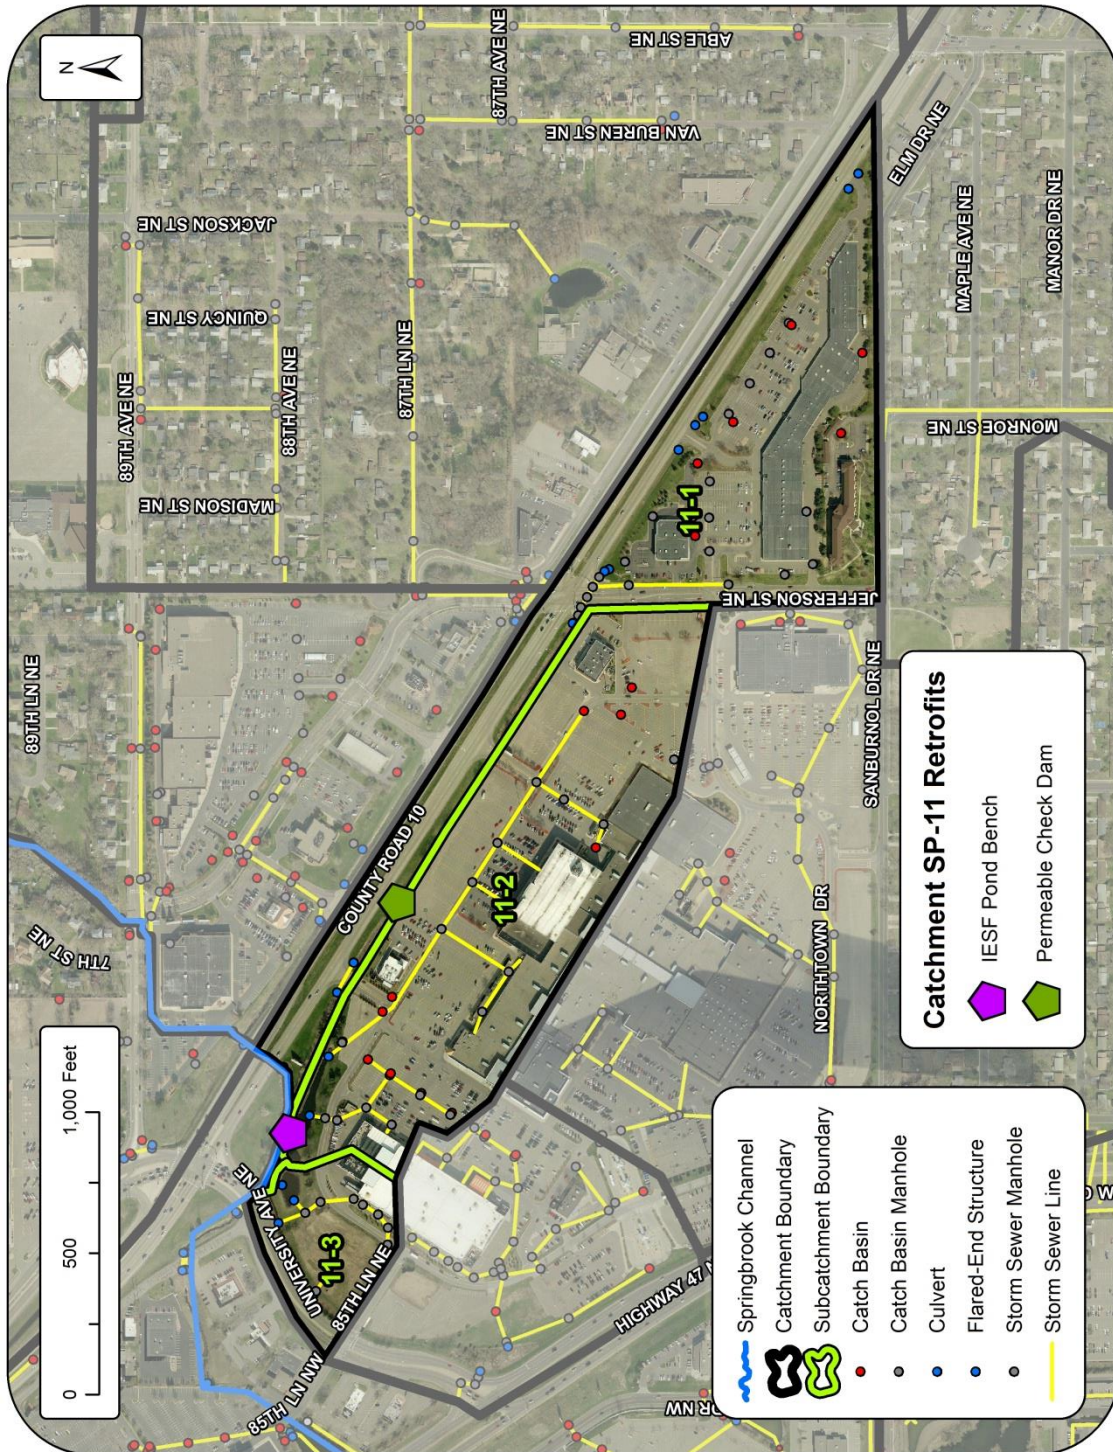 N
0 500 1,000 Feet
89TH LN NE
7TH ST NE
89TH AVE NE
JACKSON ST NE
QUINCY ST NE
88TH AVE NE
MADISON ST NE
87TH LN NE
87TH AVE NE
ABLE ST NE
VAN BUREN ST NE
COUNTY ROAD 10
UNIVERSITY AVE NE
85TH LN NW
85TH LN NE
11-3
11-2
11-1
JEFFERSON ST NE
ELM DR NE
MAPLE AVE NE
MANOR DR NE
MONROE ST NE
SANBURNOL DR NE
NORTHTOWN DR
HIGHWAY 47 N
DR NW
Springbrook Channel
Catchment Boundary
Subcatchment Boundary
Catch Basin
Catch Basin Manhole
Culvert
Flared-End Structure
Storm Sewer Manhole
Storm Sewer Line
Catchment SP-11 Retrofits
IESF Pond Bench
Permeable Check Dam